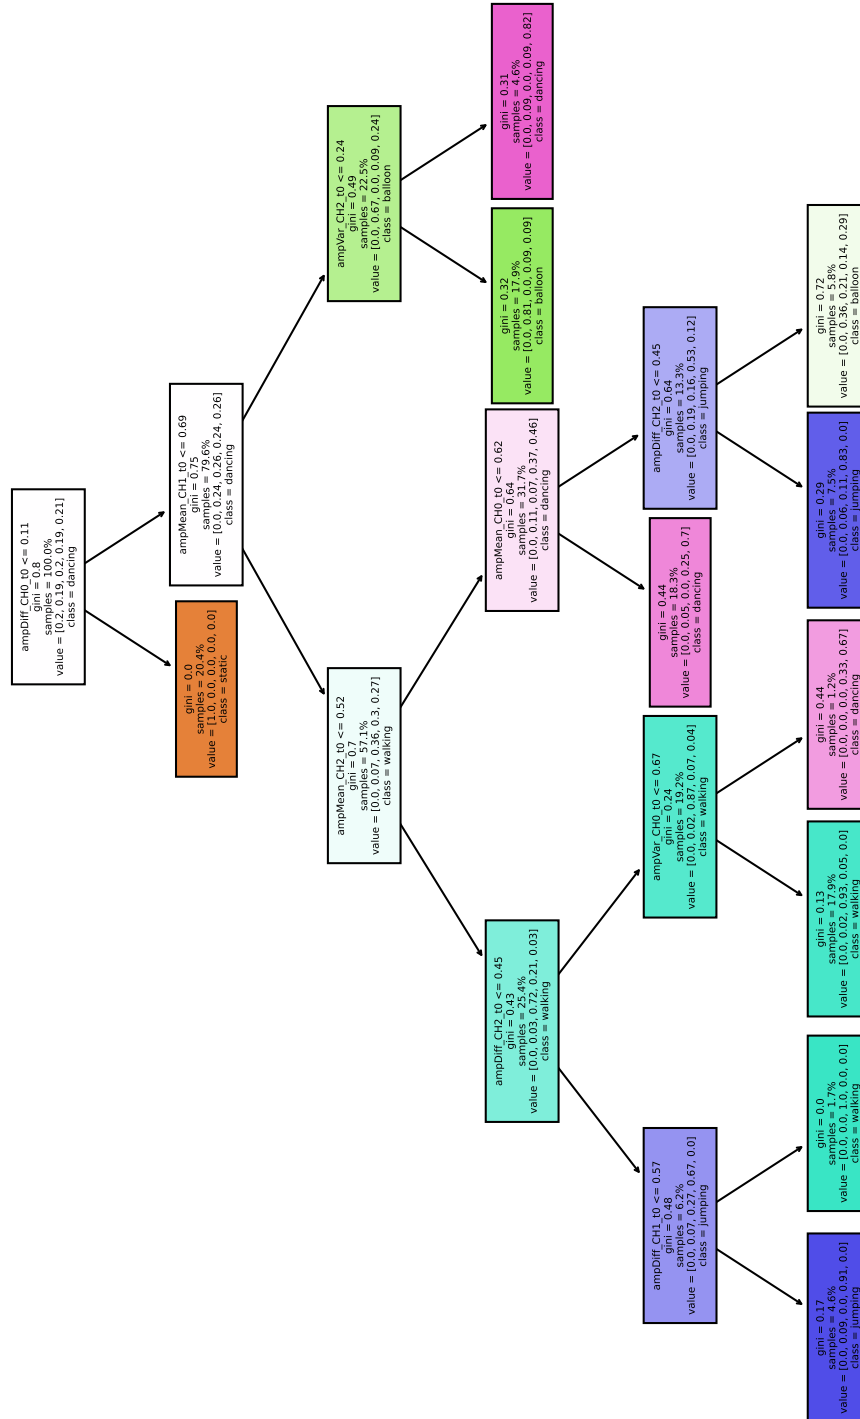 ampDiff_CH0_t0 <= 0.11
gini = 0.8
samples = 100.0%
value = [0.2, 0.19, 0.2, 0.19, 0.21]
class = dancing
gini = 0.0
samples = 20.4%
value = [1.0, 0.0, 0.0, 0.0, 0.0]
class = static
ampMean_CH1_t0 <= 0.69
gini = 0.75
samples = 79.6%
value = [0.0, 0.24, 0.26, 0.24, 0.26]
class = dancing
ampMean_CH2_t0 <= 0.52
gini = 0.7
samples = 57.1%
value = [0.0, 0.07, 0.36, 0.3, 0.27]
class = walking
ampVar_CH2_t0 <= 0.24
gini = 0.49
samples = 22.5%
value = [0.0, 0.67, 0.0, 0.09, 0.24]
class = balloon
ampDiff_CH2_t0 <= 0.45
gini = 0.43
samples = 25.4%
value = [0.0, 0.03, 0.72, 0.21, 0.03]
class = walking
ampMean_CH0_t0 <= 0.62
gini = 0.64
samples = 31.7%
value = [0.0, 0.11, 0.07, 0.37, 0.46]
class = dancing
gini = 0.32
samples = 17.9%
value = [0.0, 0.81, 0.0, 0.09, 0.09]
class = balloon
gini = 0.31
samples = 4.6%
value = [0.0, 0.09, 0.0, 0.09, 0.82]
class = dancing
ampDiff_CH1_t0 <= 0.57
gini = 0.48
samples = 6.2%
value = [0.0, 0.07, 0.27, 0.67, 0.0]
class = jumping
ampVar_CH0_t0 <= 0.67
gini = 0.24
samples = 19.2%
value = [0.0, 0.02, 0.87, 0.07, 0.04]
class = walking
gini = 0.44
samples = 18.3%
value = [0.0, 0.05, 0.0, 0.25, 0.7]
class = dancing
ampDiff_CH2_t0 <= 0.45
gini = 0.64
samples = 13.3%
value = [0.0, 0.19, 0.16, 0.53, 0.12]
class = jumping
gini = 0.17
samples = 4.6%
value = [0.0, 0.09, 0.0, 0.91, 0.0]
class = jumping
gini = 0.0
samples = 1.7%
value = [0.0, 0.0, 1.0, 0.0, 0.0]
class = walking
gini = 0.13
samples = 17.9%
value = [0.0, 0.02, 0.93, 0.05, 0.0]
class = walking
gini = 0.44
samples = 1.2%
value = [0.0, 0.0, 0.0, 0.33, 0.67]
class = dancing
gini = 0.29
samples = 7.5%
value = [0.0, 0.06, 0.11, 0.83, 0.0]
class = jumping
gini = 0.72
samples = 5.8%
value = [0.0, 0.36, 0.21, 0.14, 0.29]
class = balloon